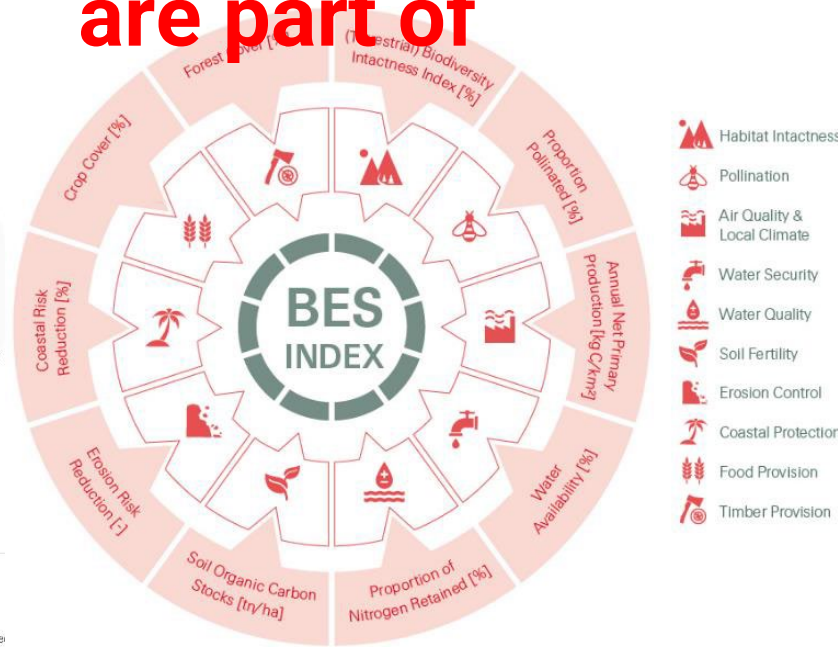 are part of
Forest Cover [%]
(Terrestrial) Biodiversity
Intactness Index [%]
Proportion
Pollinated [%]
Annual Net Primary
Production [kg C/km²]
Water
Availability [%]
Proportion of
Nitrogen Retained [%]
Soil Organic Carbon
Stocks [tn/ha]
Erosion Risk
Reduction [-]
Coastal Risk
Reduction [%]
Crop Cover [%]
BES
INDEX
Habitat Intactness
Pollination
Air Quality &
Local Climate
Water Security
Water Quality
Soil Fertility
Erosion Control
Coastal Protection
Food Provision
Timber Provision